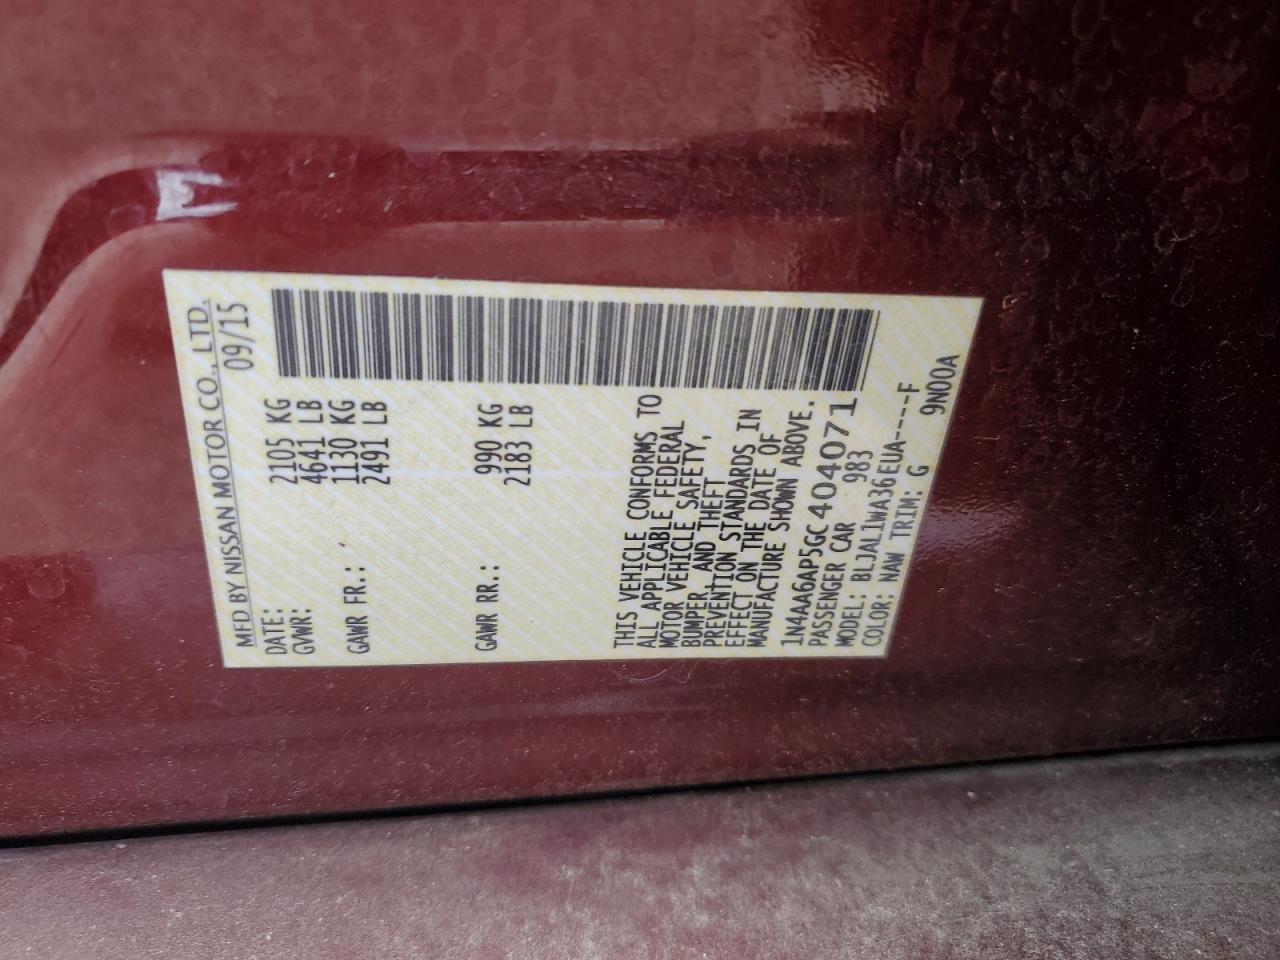 MFD BY NISSAN MOTOR CO., LTD.
DATE: 09/15
GVWR: 2105 KG
4641 LB
GAWR FR.: 1130 KG
2491 LB
GAWR RR.: 990 KG
2183 LB
THIS VEHICLE CONFORMS TO
ALL APPLICABLE FEDERAL
MOTOR VEHICLE SAFETY,
BUMPER, AND THEFT
PREVENTION STANDARDS IN
EFFECT ON THE DATE OF
MANUFACTURE SHOWN ABOVE.
1N4AA6AP5GC404071
PASSENGER CAR 983
MODEL: BLJAL1WA36EUA----F
COLOR: NAW TRIM: G 9N00A